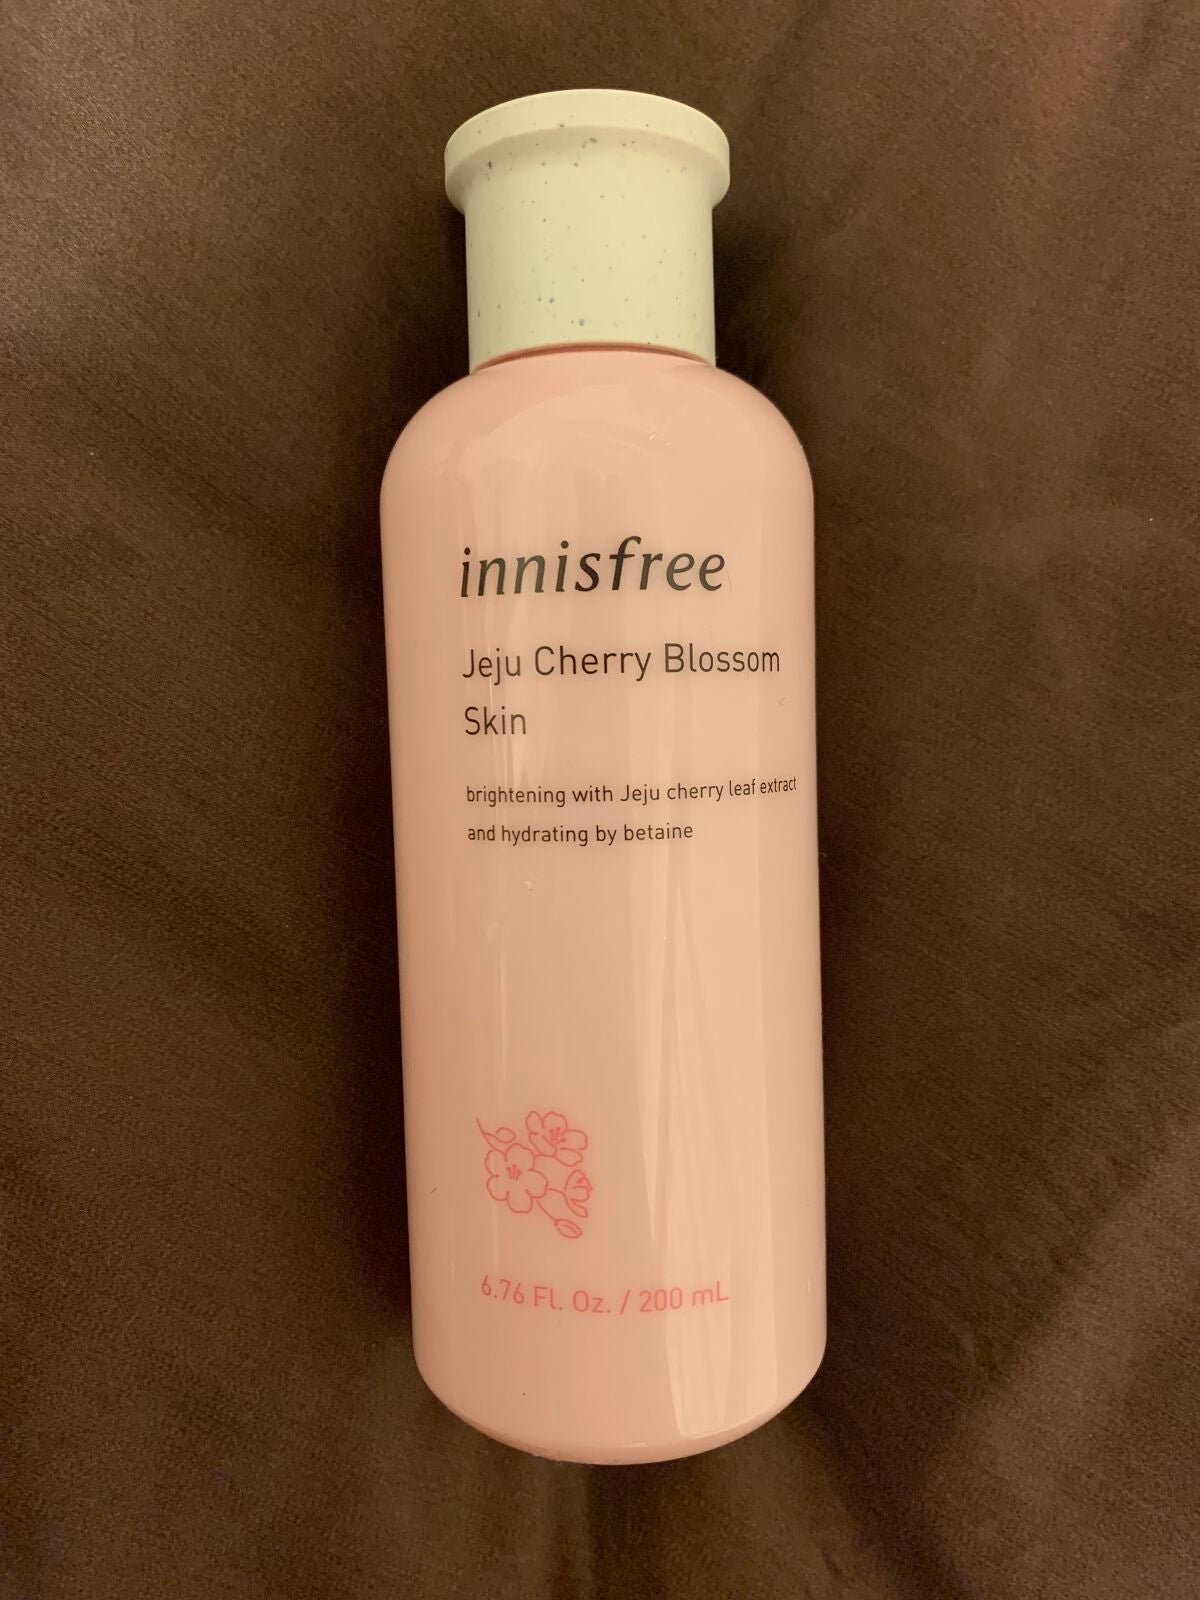 innisfree
Jeju Cherry Blossom
Skin
brightening with Jeju cherry leaf extract
and hydrating by betaine
6.76 Fl. Oz. / 200 mL